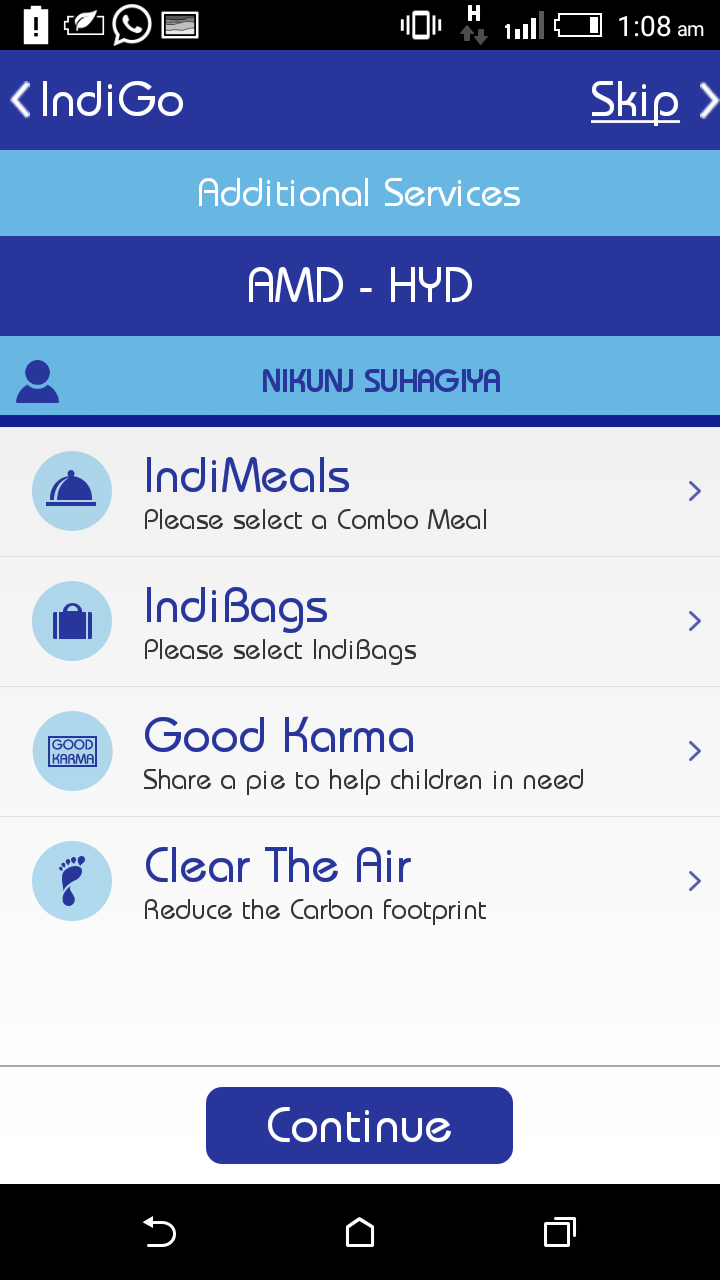 H
1:08 am
IndiGo
Skip
Additional Services
AMD - HYD
NIKUNJ SUHAGIYA
IndiMeals
Please select a Combo Meal
IndiBags
Please select IndiBags
GOOD
KARMA
Good Karma
Share a pie to help children in need
Clear The Air
Reduce the Carbon footprint
Continue